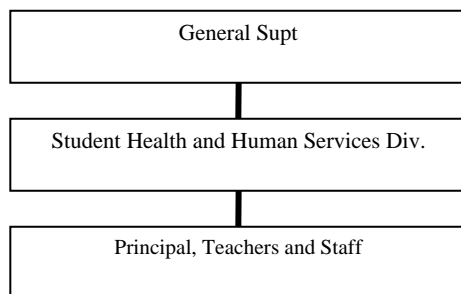 General Supt
Student Health and Human Services Div.
Principal, Teachers and Staff